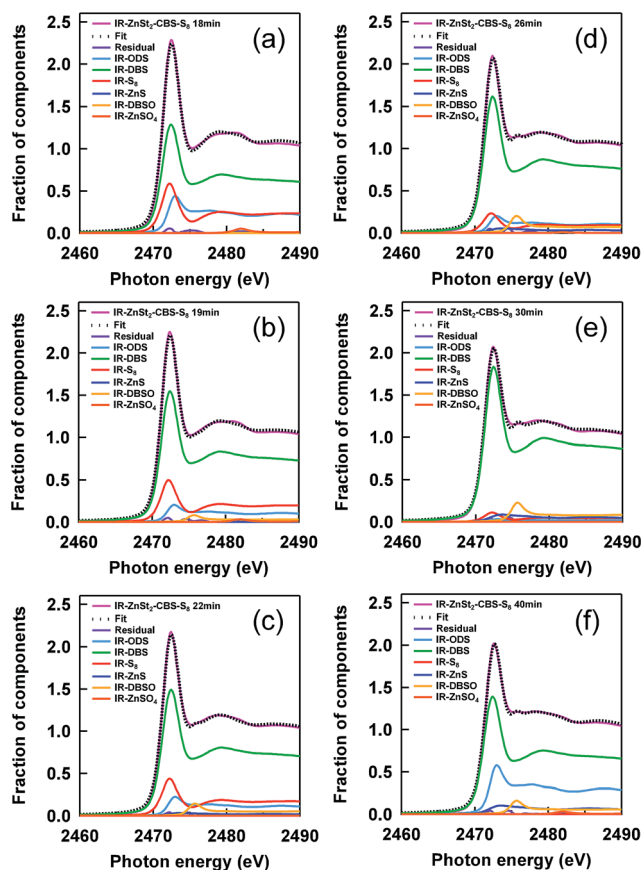 IR-ZnSt₂-CBS-S₈ 18min
Fit
Residual
IR-ODS
IR-DBS
IR-S₈
IR-ZnS
IR-DBSO
IR-ZnSO₄
(a)
2.5
2.0
1.5
1.0
0.5
0.0
Fraction of components
2460 2470 2480 2490
Photon energy (eV)
IR-ZnSt₂-CBS-S₈ 26min
Fit
Residual
IR-ODS
IR-DBS
IR-S₈
IR-ZnS
IR-DBSO
IR-ZnSO₄
(d)
2.5
2.0
1.5
1.0
0.5
0.0
Fraction of components
2460 2470 2480 2490
Photon energy (eV)
IR-ZnSt₂-CBS-S₈ 19min
Fit
Residual
IR-ODS
IR-DBS
IR-S₈
IR-ZnS
IR-DBSO
IR-ZnSO₄
(b)
2.5
2.0
1.5
1.0
0.5
0.0
Fraction of components
2460 2470 2480 2490
Photon energy (eV)
IR-ZnSt₂-CBS-S₈ 30min
Fit
Residual
IR-ODS
IR-DBS
IR-S₈
IR-ZnS
IR-DBSO
IR-ZnSO₄
(e)
2.5
2.0
1.5
1.0
0.5
0.0
Fraction of components
2460 2470 2480 2490
Photon energy (eV)
IR-ZnSt₂-CBS-S₈ 22min
Fit
Residual
IR-ODS
IR-DBS
IR-S₈
IR-ZnS
IR-DBSO
IR-ZnSO₄
(c)
2.5
2.0
1.5
1.0
0.5
0.0
Fraction of components
2460 2470 2480 2490
Photon energy (eV)
IR-ZnSt₂-CBS-S₈ 40min
Fit
Residual
IR-ODS
IR-DBS
IR-S₈
IR-ZnS
IR-DBSO
IR-ZnSO₄
(f)
2.5
2.0
1.5
1.0
0.5
0.0
Fraction of components
2460 2470 2480 2490
Photon energy (eV)